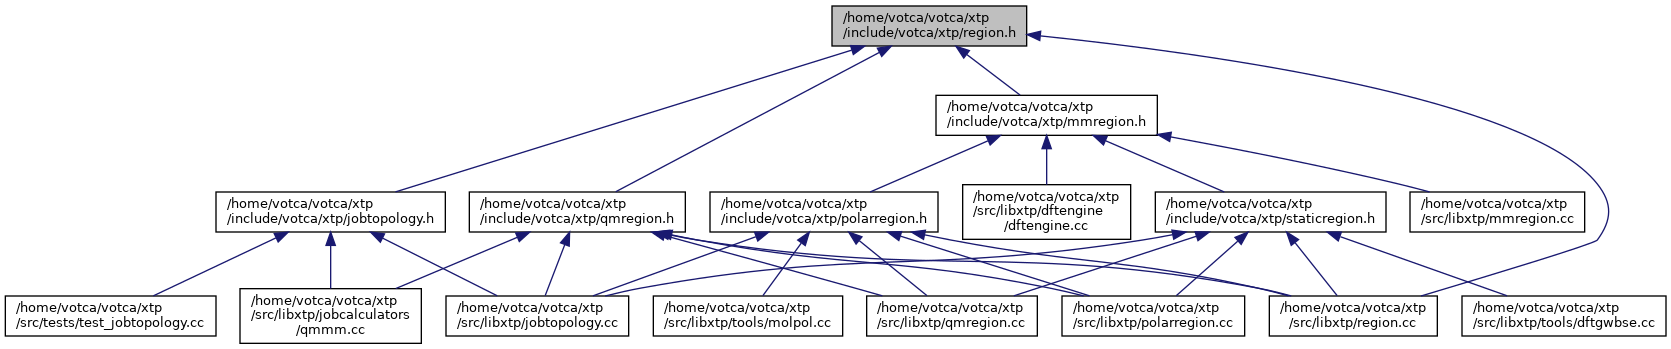 /home/votca/votca/xtp
/include/votca/xtp/region.h
/home/votca/votca/xtp
/include/votca/xtp/mmregion.h
/home/votca/votca/xtp
/include/votca/xtp/jobtopology.h
/home/votca/votca/xtp
/include/votca/xtp/qmregion.h
/home/votca/votca/xtp
/include/votca/xtp/polarregion.h
/home/votca/votca/xtp
/src/libxtp/dftengine
/dftengine.cc
/home/votca/votca/xtp
/include/votca/xtp/staticregion.h
/home/votca/votca/xtp
/src/libxtp/mmregion.cc
/home/votca/votca/xtp
/src/tests/test_jobtopology.cc
/home/votca/votca/xtp
/src/libxtp/jobcalculators
/qmmm.cc
/home/votca/votca/xtp
/src/libxtp/jobtopology.cc
/home/votca/votca/xtp
/src/libxtp/tools/molpol.cc
/home/votca/votca/xtp
/src/libxtp/qmregion.cc
/home/votca/votca/xtp
/src/libxtp/polarregion.cc
/home/votca/votca/xtp
/src/libxtp/region.cc
/home/votca/votca/xtp
/src/libxtp/tools/dftgwbse.cc